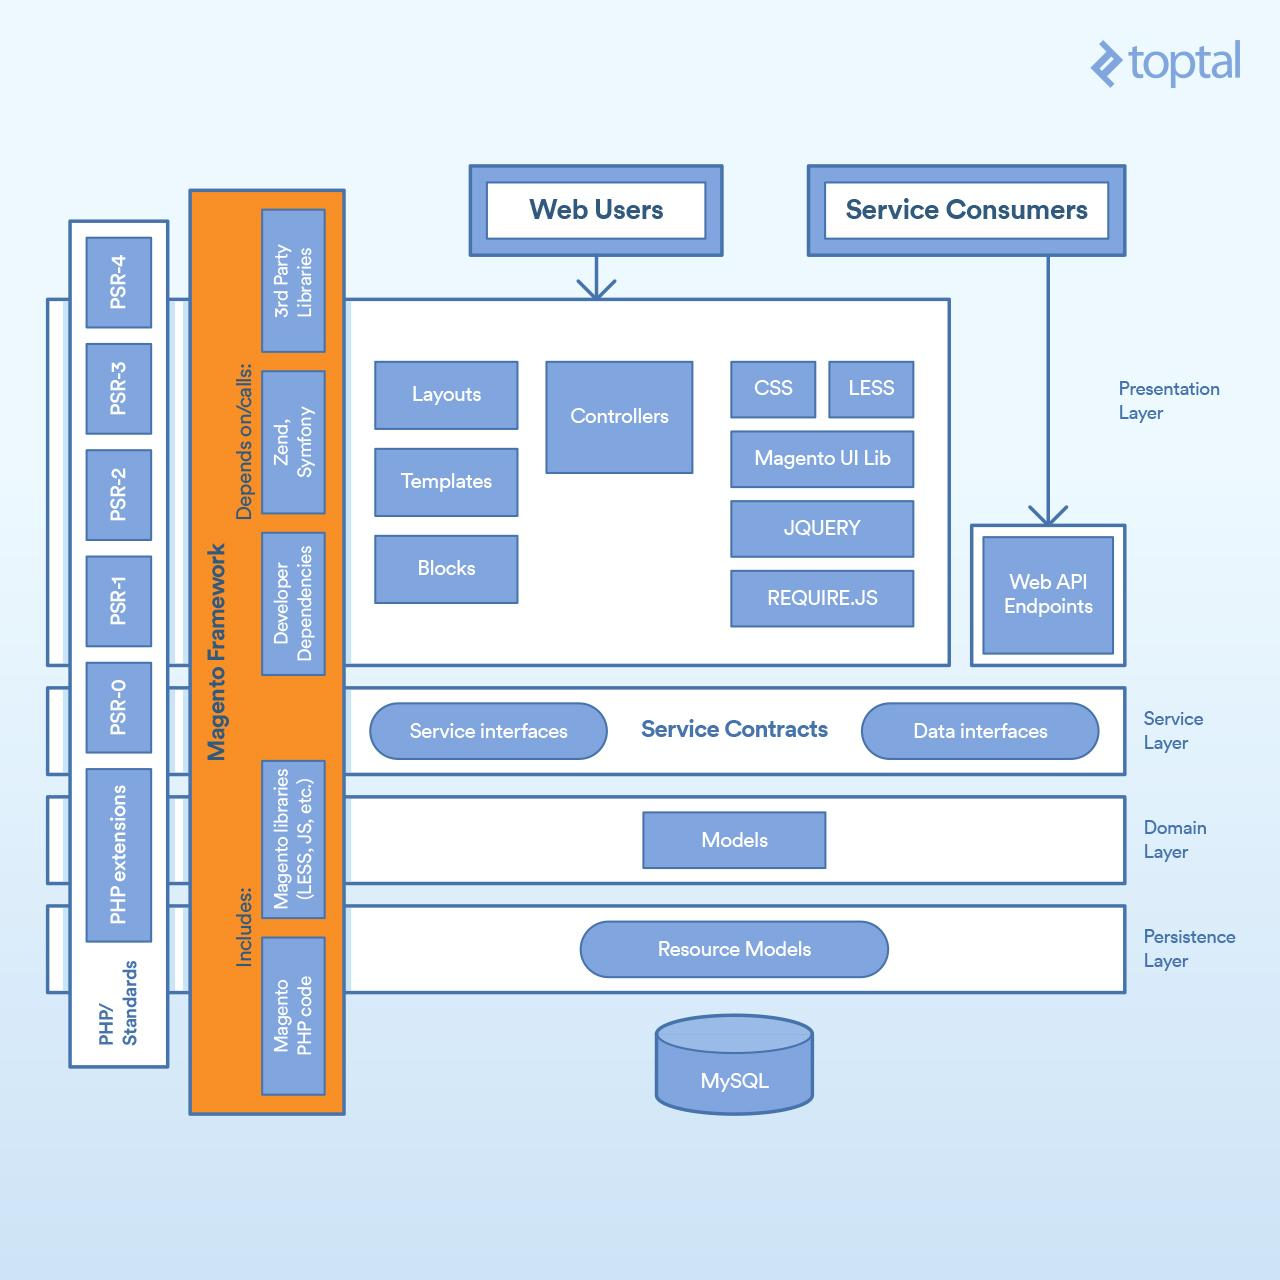 toptal
Web Users
Service Consumers
PSR-4
PSR-3
PSR-2
PSR-1
PSR-0
PHP extensions
PHP/
Standards
Magento Framework
Depends on/calls:
3rd Party
Libraries
Zend,
Symfony
Developer
Dependencies
Includes:
Magento libraries
(LESS, JS, etc.)
Magento
PHP code
Layouts
Templates
Blocks
Controllers
CSS
LESS
Magento UI Lib
JQUERY
REQUIRE.JS
Web API
Endpoints
Presentation
Layer
Service interfaces
Service Contracts
Data interfaces
Service
Layer
Models
Domain
Layer
Resource Models
Persistence
Layer
MySQL